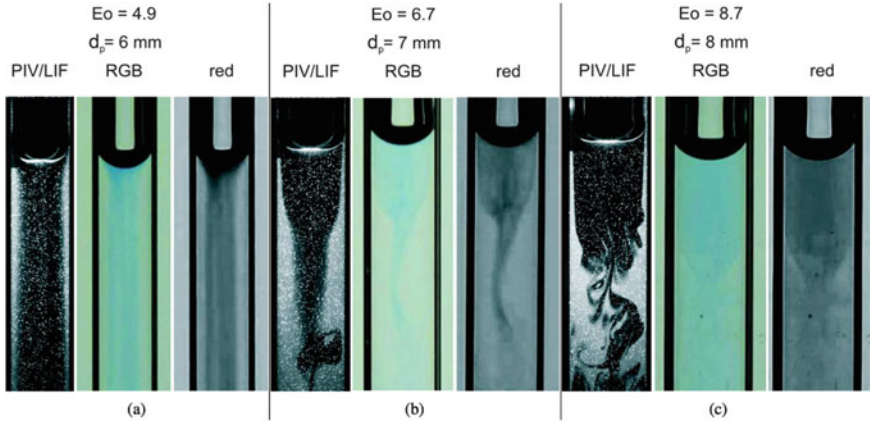 Eo = 4.9 Eo = 6.7 Eo = 8.7
dp= 6 mm dp= 7 mm dp= 8 mm
PIV/LIF RGB red PIV/LIF RGB red PIV/LIF RGB red
(a) (b) (c)